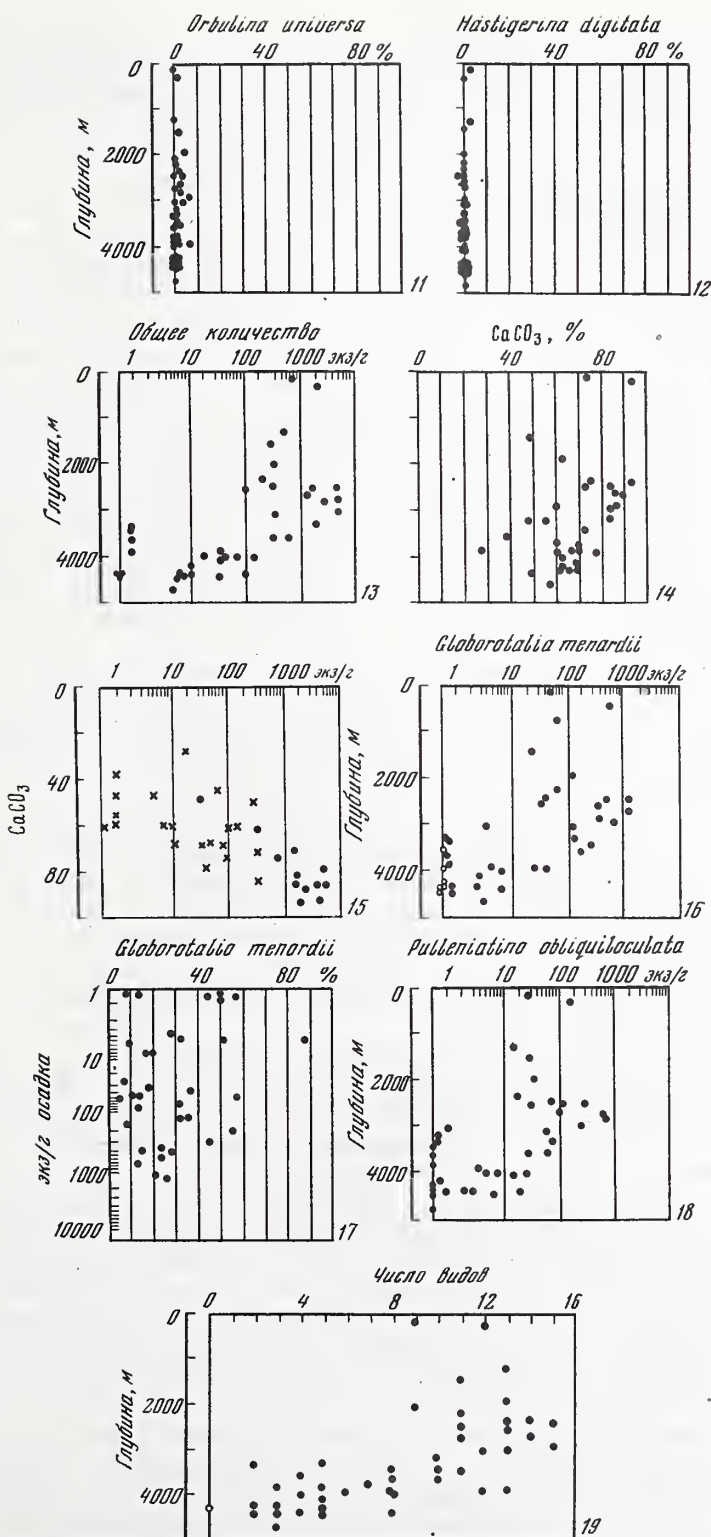 Orbulina universa
0 40 80 %
Глубина, м
0
2000
4000
11
Hastigerina digitata
0 40 80 %
12
Общее количество
1 10 100 1000 экз/г
Глубина, м
0
2000
4000
13
CaCO3, %
0 40 80
14
1 10 100 1000 экз/г
CaCO3
0
40
80
15
Globorotalia menardii
1 10 100 1000 экз/г
Глубина, м
0
2000
4000
16
Globorotalia menardii
0 40 80 %
экз/г осадка
1
10
100
1000
10000
17
Pulleniatina obliquiloculata
1 10 100 1000 экз/г
Глубина, м
0
2000
4000
18
Число видов
0 4 8 12 16
Глубина, м
0
2000
4000
19